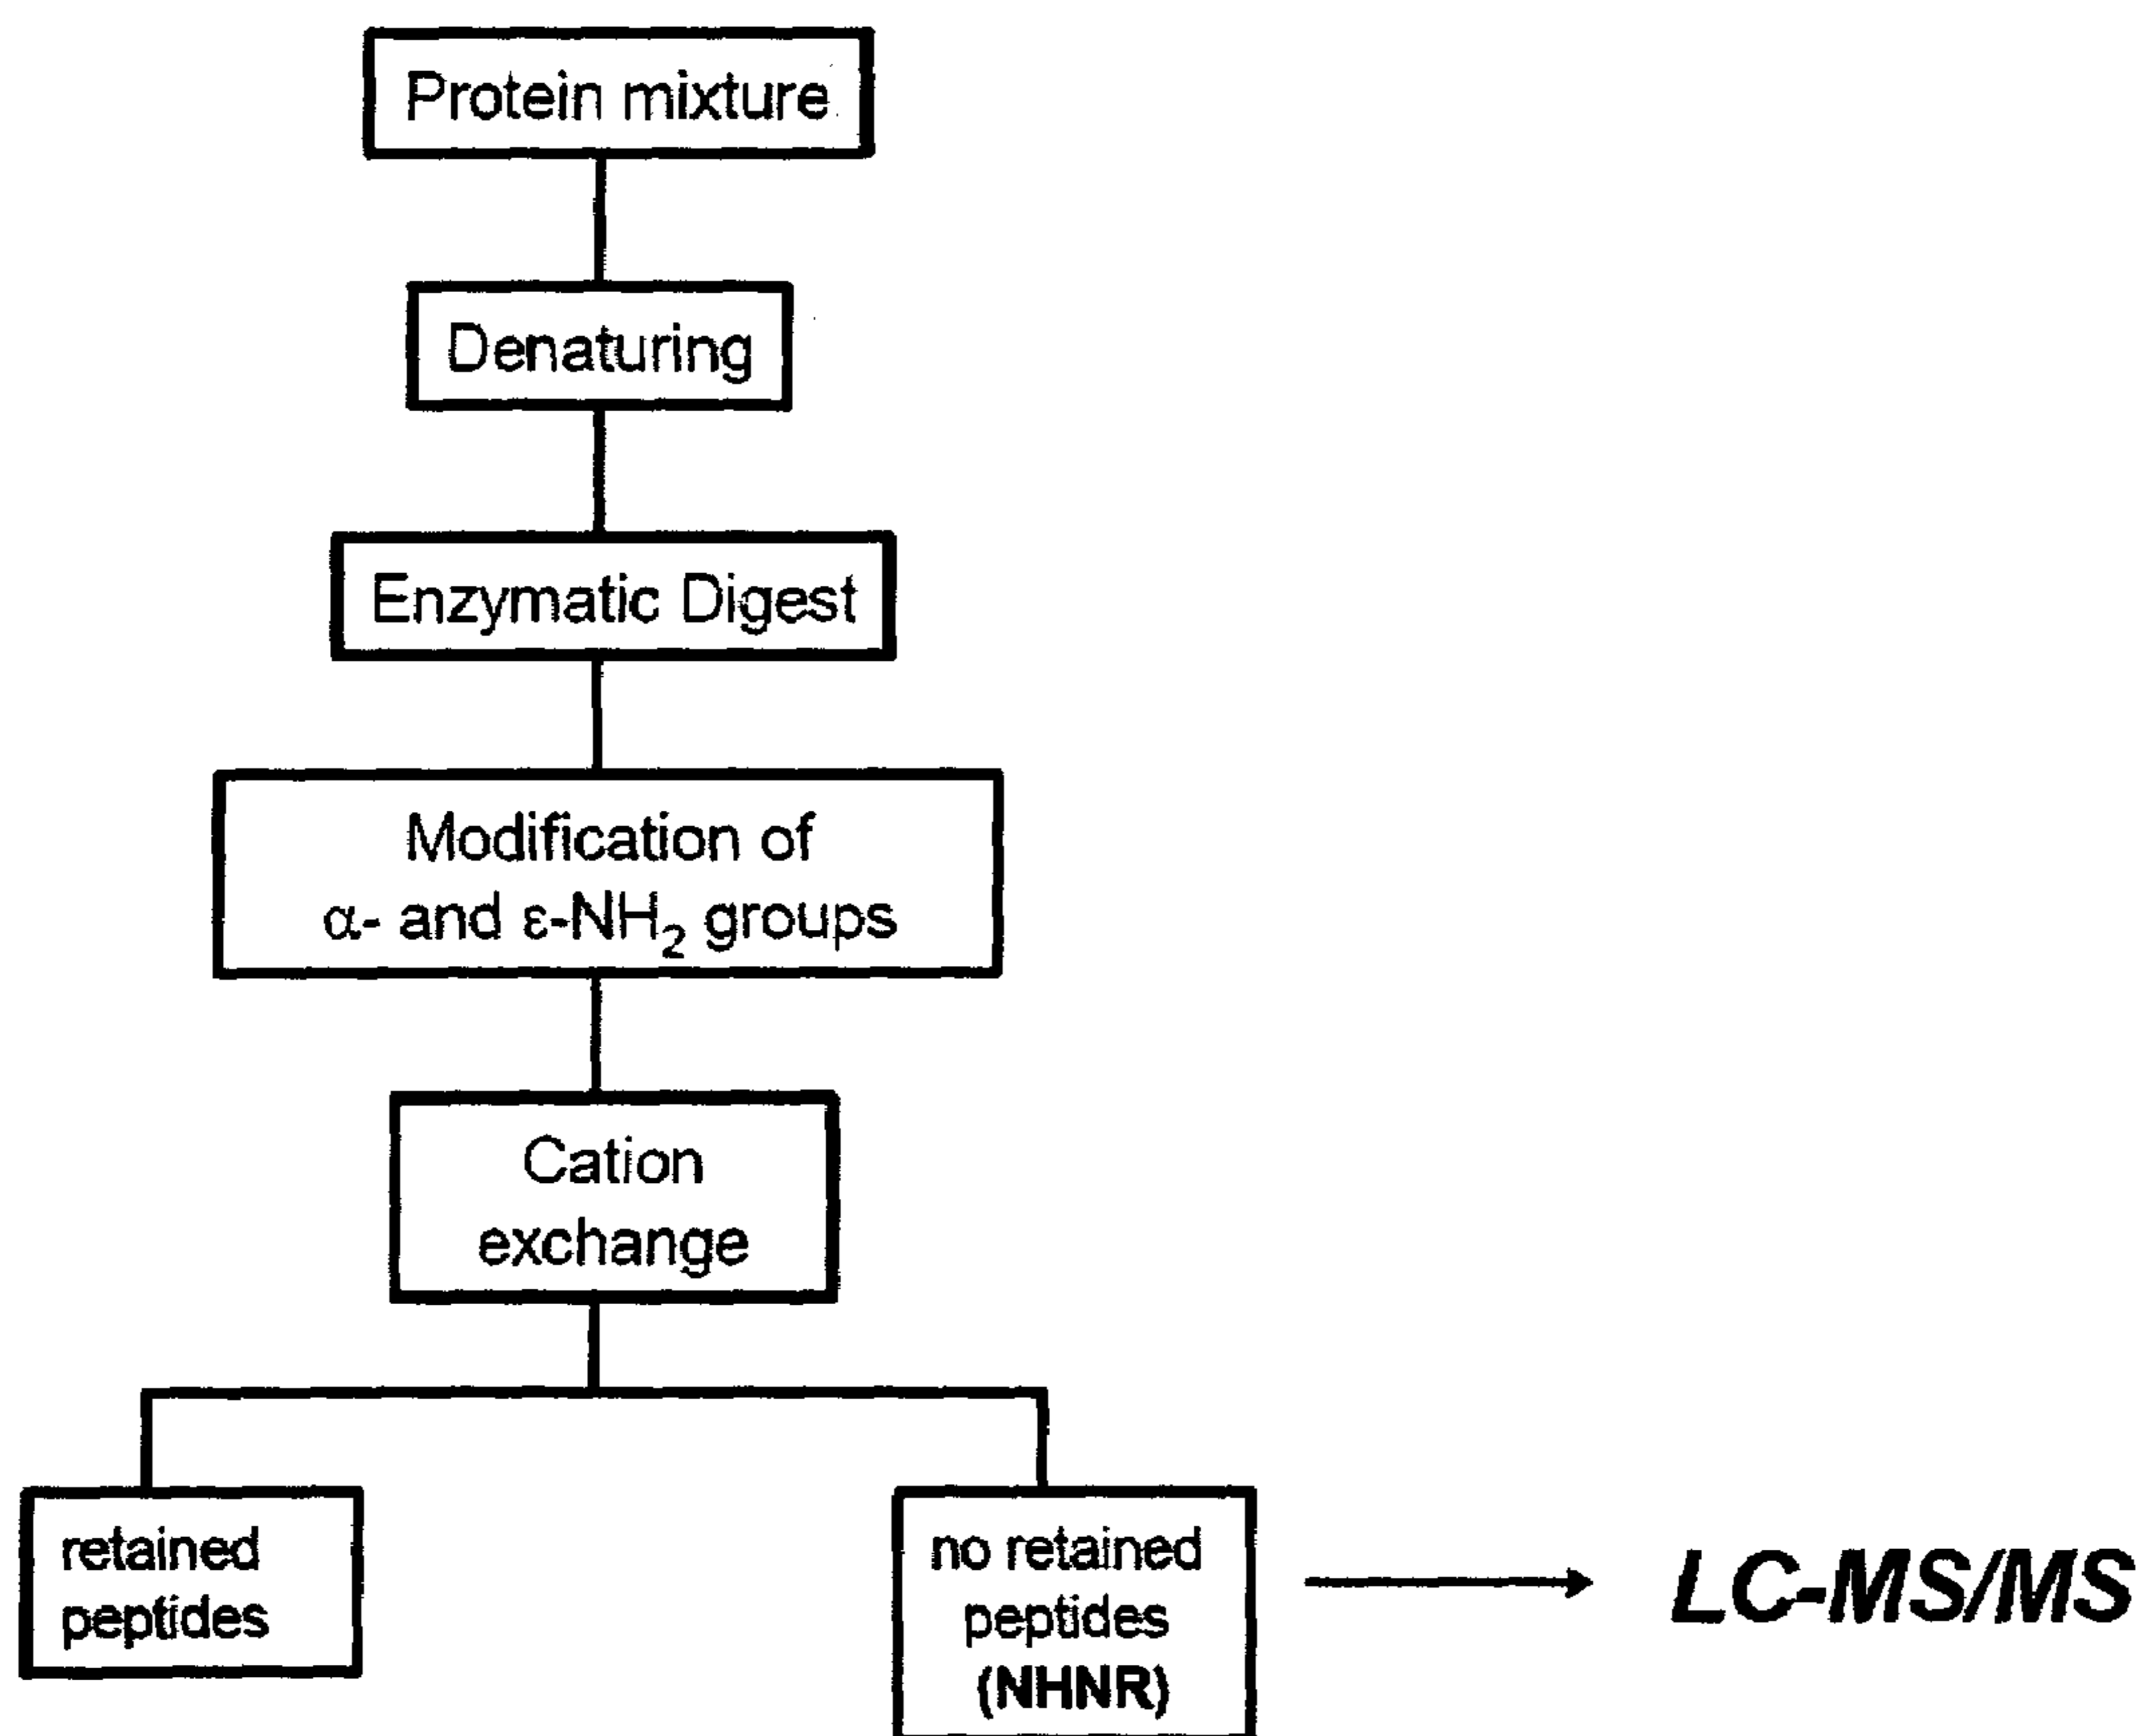 Protein mixture
Denaturing
Enzymatic Digest
Modification of
α- and ε-NH₂ groups
Cation
exchange
retained
peptides
no retained
peptides
(NHNR)
LC-MS/MS